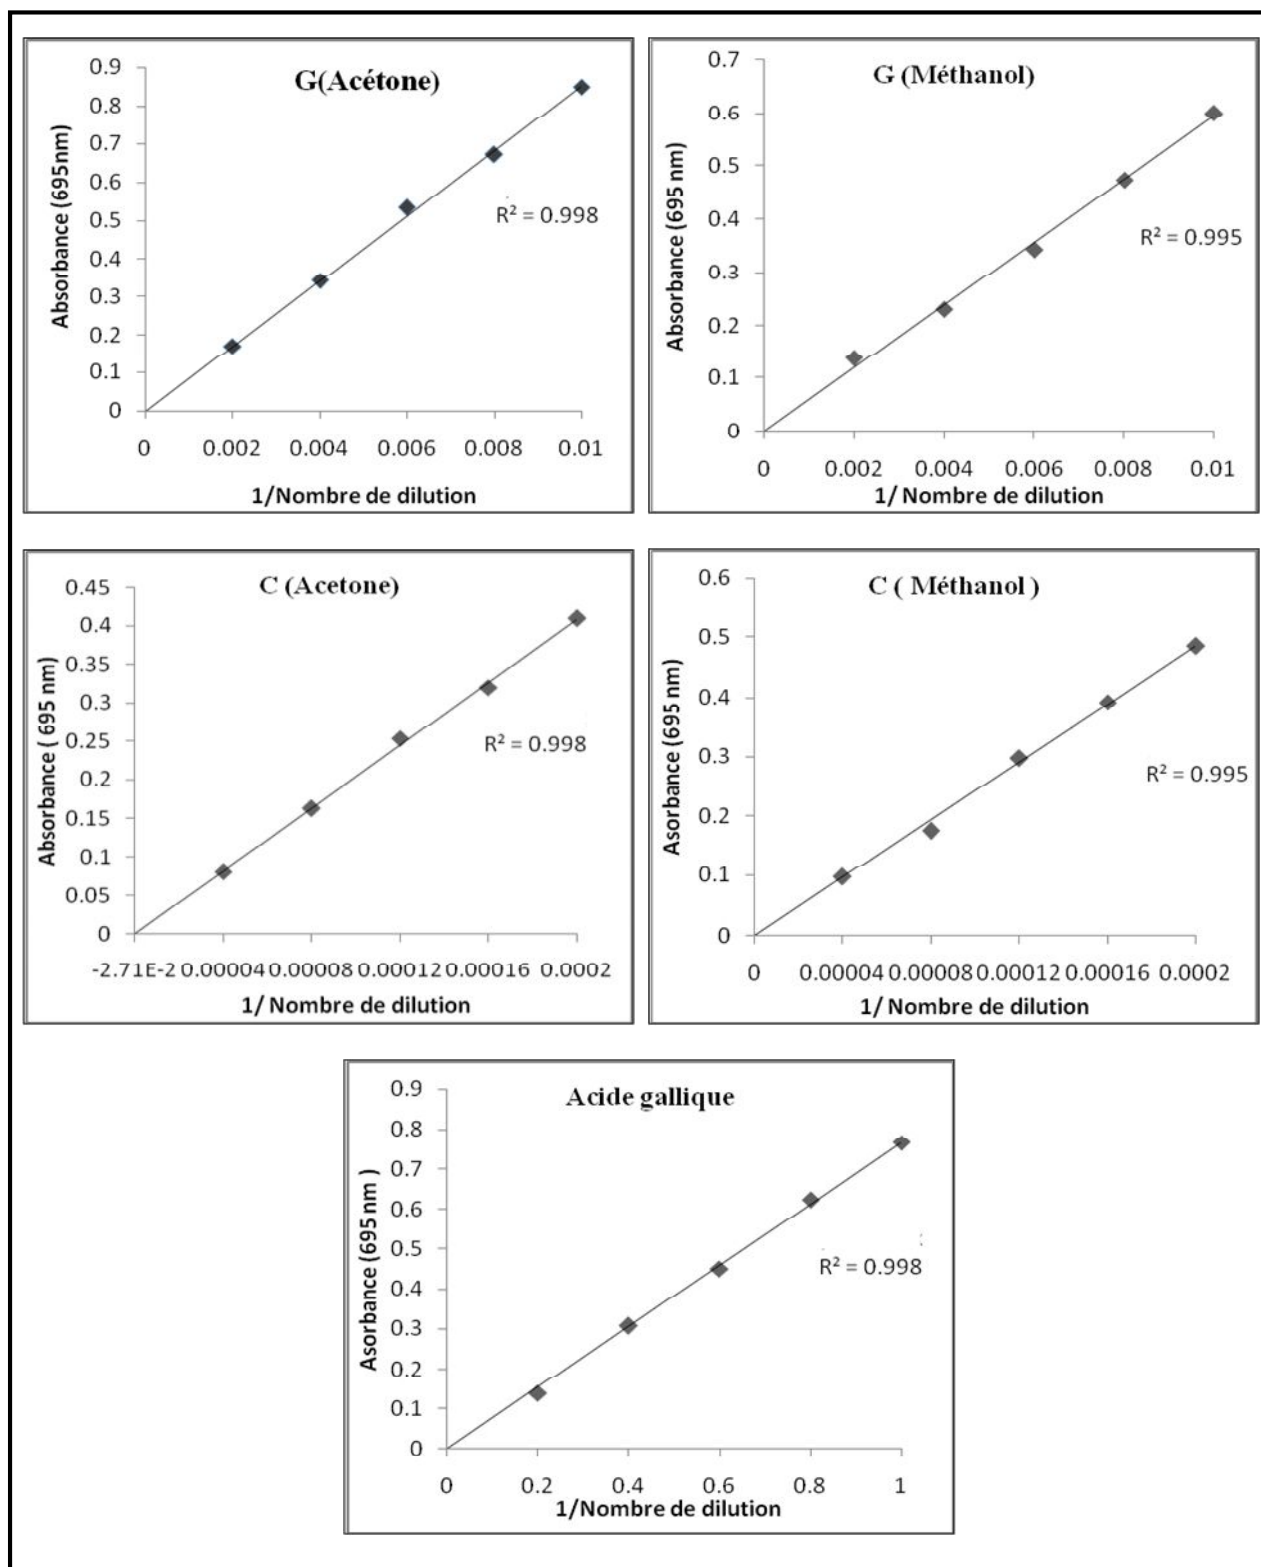 G(Acétone)
Absorbance (695nm)
0.9
0.8
0.7
0.6
0.5
0.4
0.3
0.2
0.1
0
R² = 0.998
0 0.002 0.004 0.006 0.008 0.01
1/Nombre de dilution
G (Méthanol)
Absorbance (695 nm)
0.7
0.6
0.5
0.4
0.3
0.2
0.1
0
R² = 0.995
0 0.002 0.004 0.006 0.008 0.01
1/ Nombre de dilution
C (Acetone)
Absorbance ( 695 nm)
0.45
0.4
0.35
0.3
0.25
0.2
0.15
0.1
0.05
0
R² = 0.998
-2.71E-2 0.00004 0.00008 0.00012 0.00016 0.0002
1/ Nombre de dilution
C ( Méthanol )
Asorbance (695 nm)
0.6
0.5
0.4
0.3
0.2
0.1
0
R² = 0.995
0 0.00004 0.00008 0.00012 0.00016 0.0002
1/ Nombre de dilution
Acide gallique
Asorbance (695 nm )
0.9
0.8
0.7
0.6
0.5
0.4
0.3
0.2
0.1
0
R² = 0.998
0 0.2 0.4 0.6 0.8 1
1/Nombre de dilution